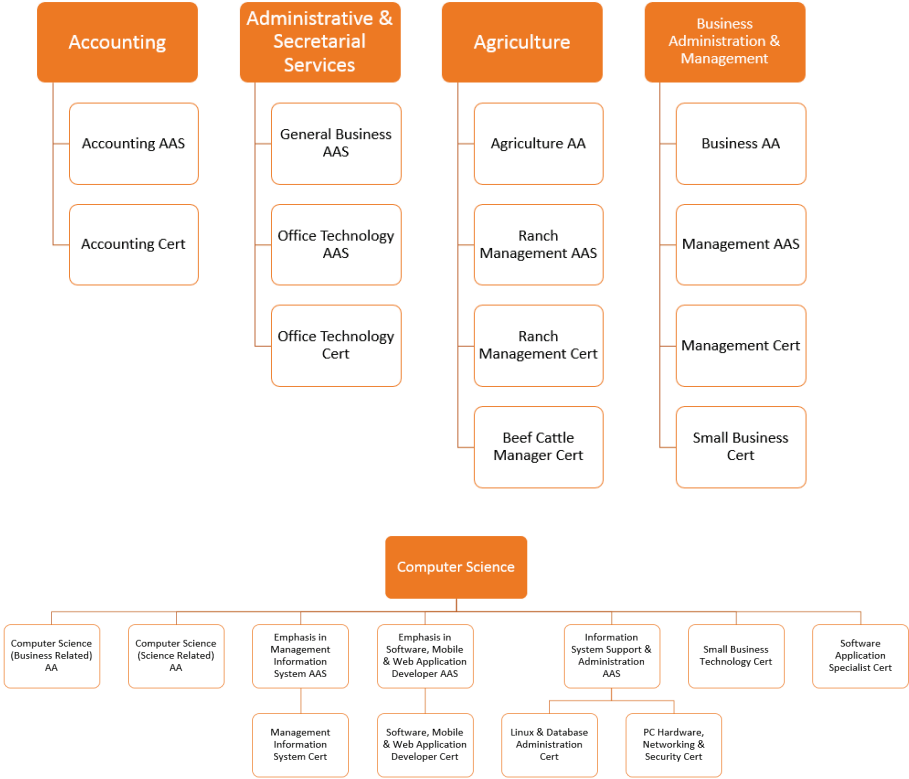 Accounting
Accounting AAS
Accounting Cert
Administrative &
Secretarial
Services
General Business
AAS
Office Technology
AAS
Office Technology
Cert
Agriculture
Agriculture AA
Ranch
Management AAS
Ranch
Management Cert
Beef Cattle
Manager Cert
Business
Administration &
Management
Business AA
Management AAS
Management Cert
Small Business
Cert
Computer Science
Computer Science
(Business Related)
AA
Computer Science
(Science Related)
AA
Emphasis in
Management
Information
System AAS
Management
Information
System Cert
Emphasis in
Software, Mobile
& Web Application
Developer AAS
Software, Mobile
& Web Application
Developer Cert
Information
System Support &
Administration
AAS
Linux & Database
Administration
Cert
PC Hardware,
Networking &
Security Cert
Small Business
Technology Cert
Software
Application
Specialist Cert